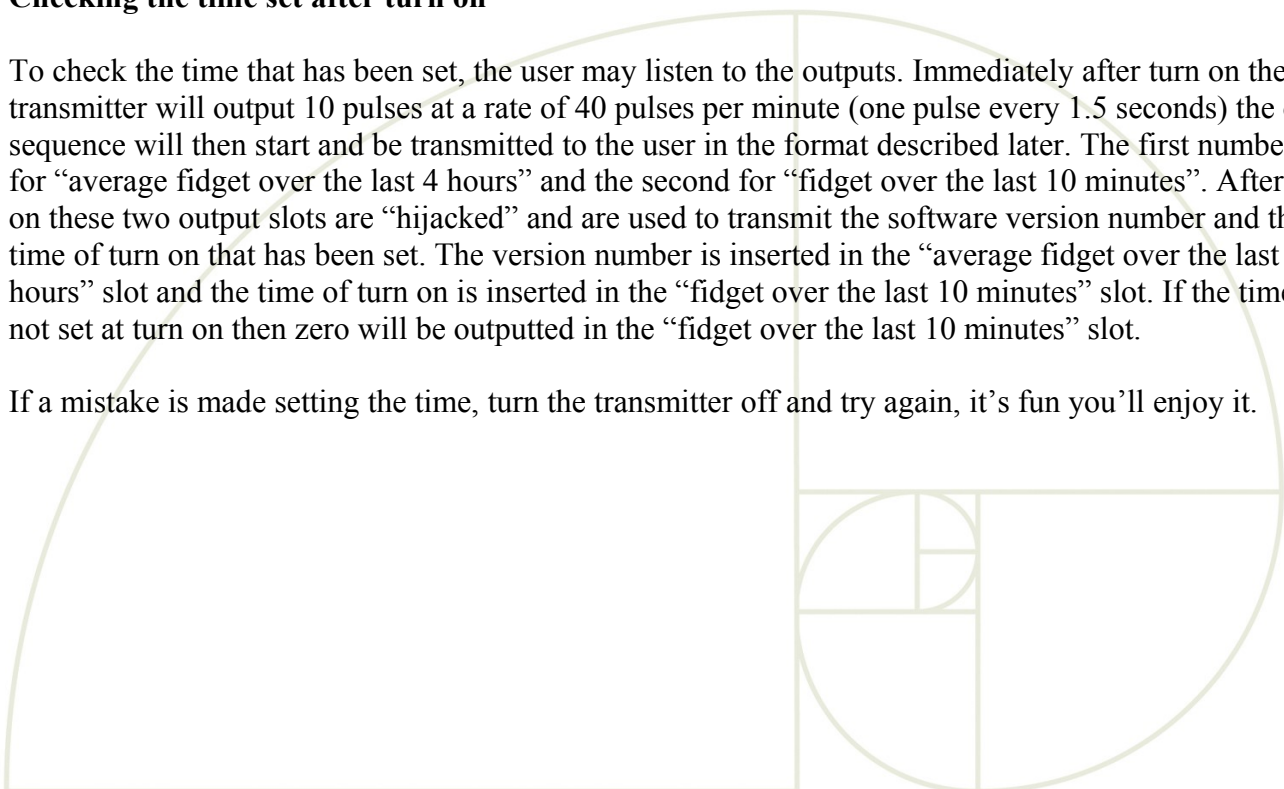 Checking the time set after turn on
To check the time that has been set, the user may listen to the outputs. Immediately after turn on the
transmitter will output 10 pulses at a rate of 40 pulses per minute (one pulse every 1.5 seconds) the
sequence will then start and be transmitted to the user in the format described later. The first numbe
for “average fidget over the last 4 hours” and the second for “fidget over the last 10 minutes”. After
on these two output slots are “hijacked” and are used to transmit the software version number and th
time of turn on that has been set. The version number is inserted in the “average fidget over the last
hours” slot and the time of turn on is inserted in the “fidget over the last 10 minutes” slot. If the time
not set at turn on then zero will be outputted in the “fidget over the last 10 minutes” slot.
If a mistake is made setting the time, turn the transmitter off and try again, it’s fun you’ll enjoy it.